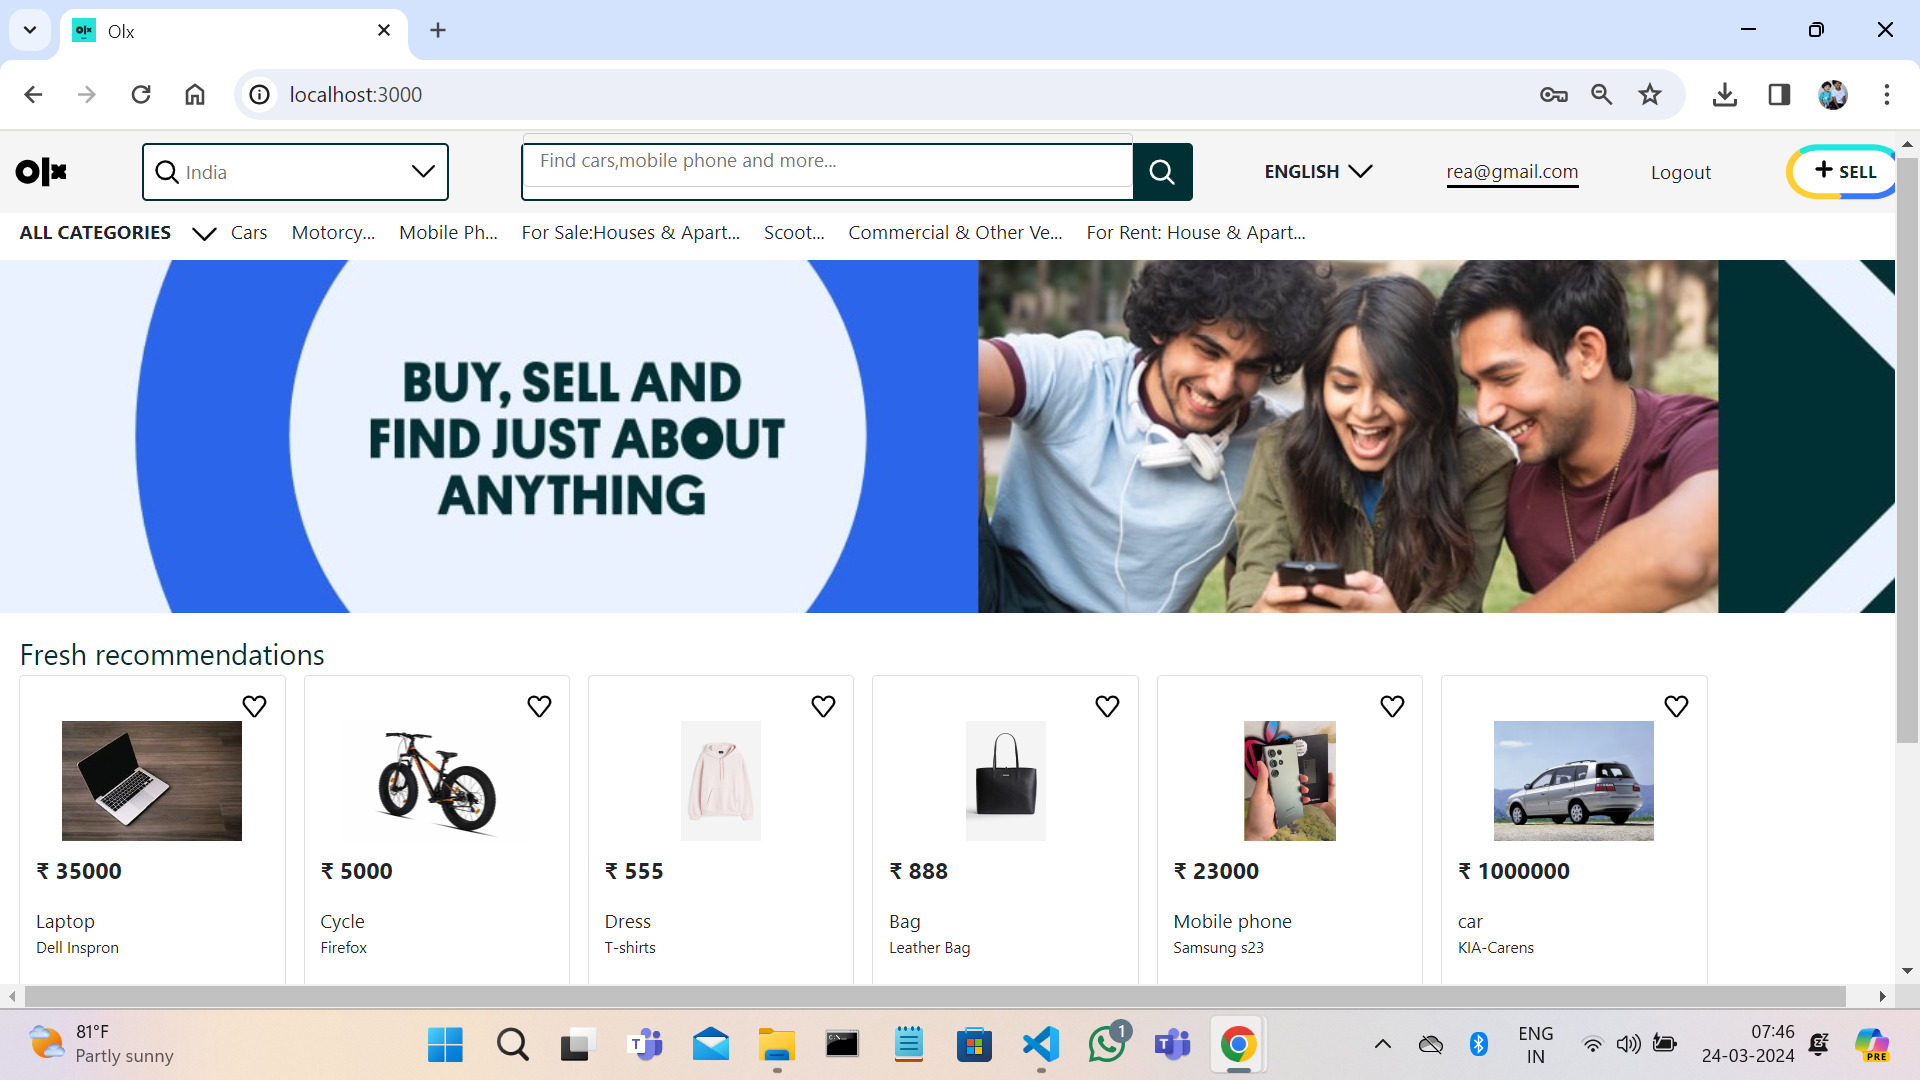 Olx
localhost:3000
olx
India
Find cars,mobile phone and more...
ENGLISH
rea@gmail.com
Logout
+ SELL
ALL CATEGORIES
Cars
Motorcy...
Mobile Ph...
For Sale:Houses & Apart...
Scoot...
Commercial & Other Ve...
For Rent: House & Apart...
BUY, SELL AND
FIND JUST ABOUT
ANYTHING
Fresh recommendations
₹ 35000
Laptop
Dell Inspron
₹ 5000
Cycle
Firefox
₹ 555
Dress
T-shirts
₹ 888
Bag
Leather Bag
₹ 23000
Mobile phone
Samsung s23
₹ 1000000
car
KIA-Carens
81°F
Partly sunny
1
ENG
IN
07:46
24-03-2024
PRE